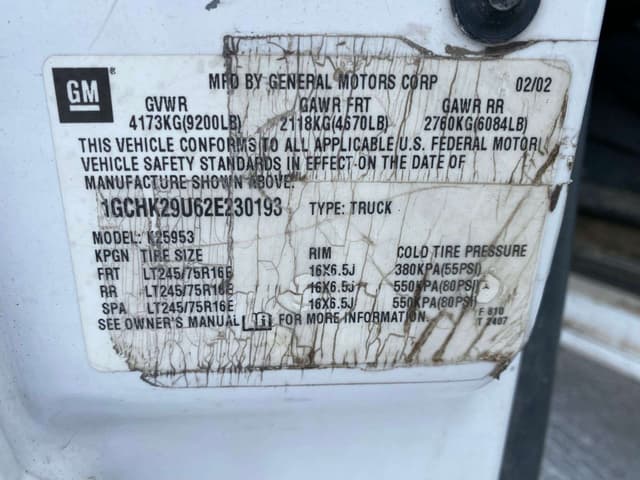 GM ® MFD BY GENERAL MOTORS CORP 02/02
GVWR GAWR FRT GAWR RR
4173KG(9200LB) 2118KG(4670LB) 2760KG(6084LB)
THIS VEHICLE CONFORMS TO ALL APPLICABLE U.S. FEDERAL MOTOR
VEHICLE SAFETY STANDARDS IN EFFECT ON THE DATE OF
MANUFACTURE SHOWN ABOVE.
1GCHK29U62E230193 TYPE: TRUCK
MODEL: K25953
KPGN TIRE SIZE RIM COLD TIRE PRESSURE
FRT LT245/75R16E 16X6.5J 380KPA(55PSI)
RR LT245/75R16E 16X6.5J 550KPA(80PSI)
SPA LT245/75R16E 16X6.5J 550KPA(80PSI)
SEE OWNER'S MANUAL FOR MORE INFORMATION.
F 810
T 2407